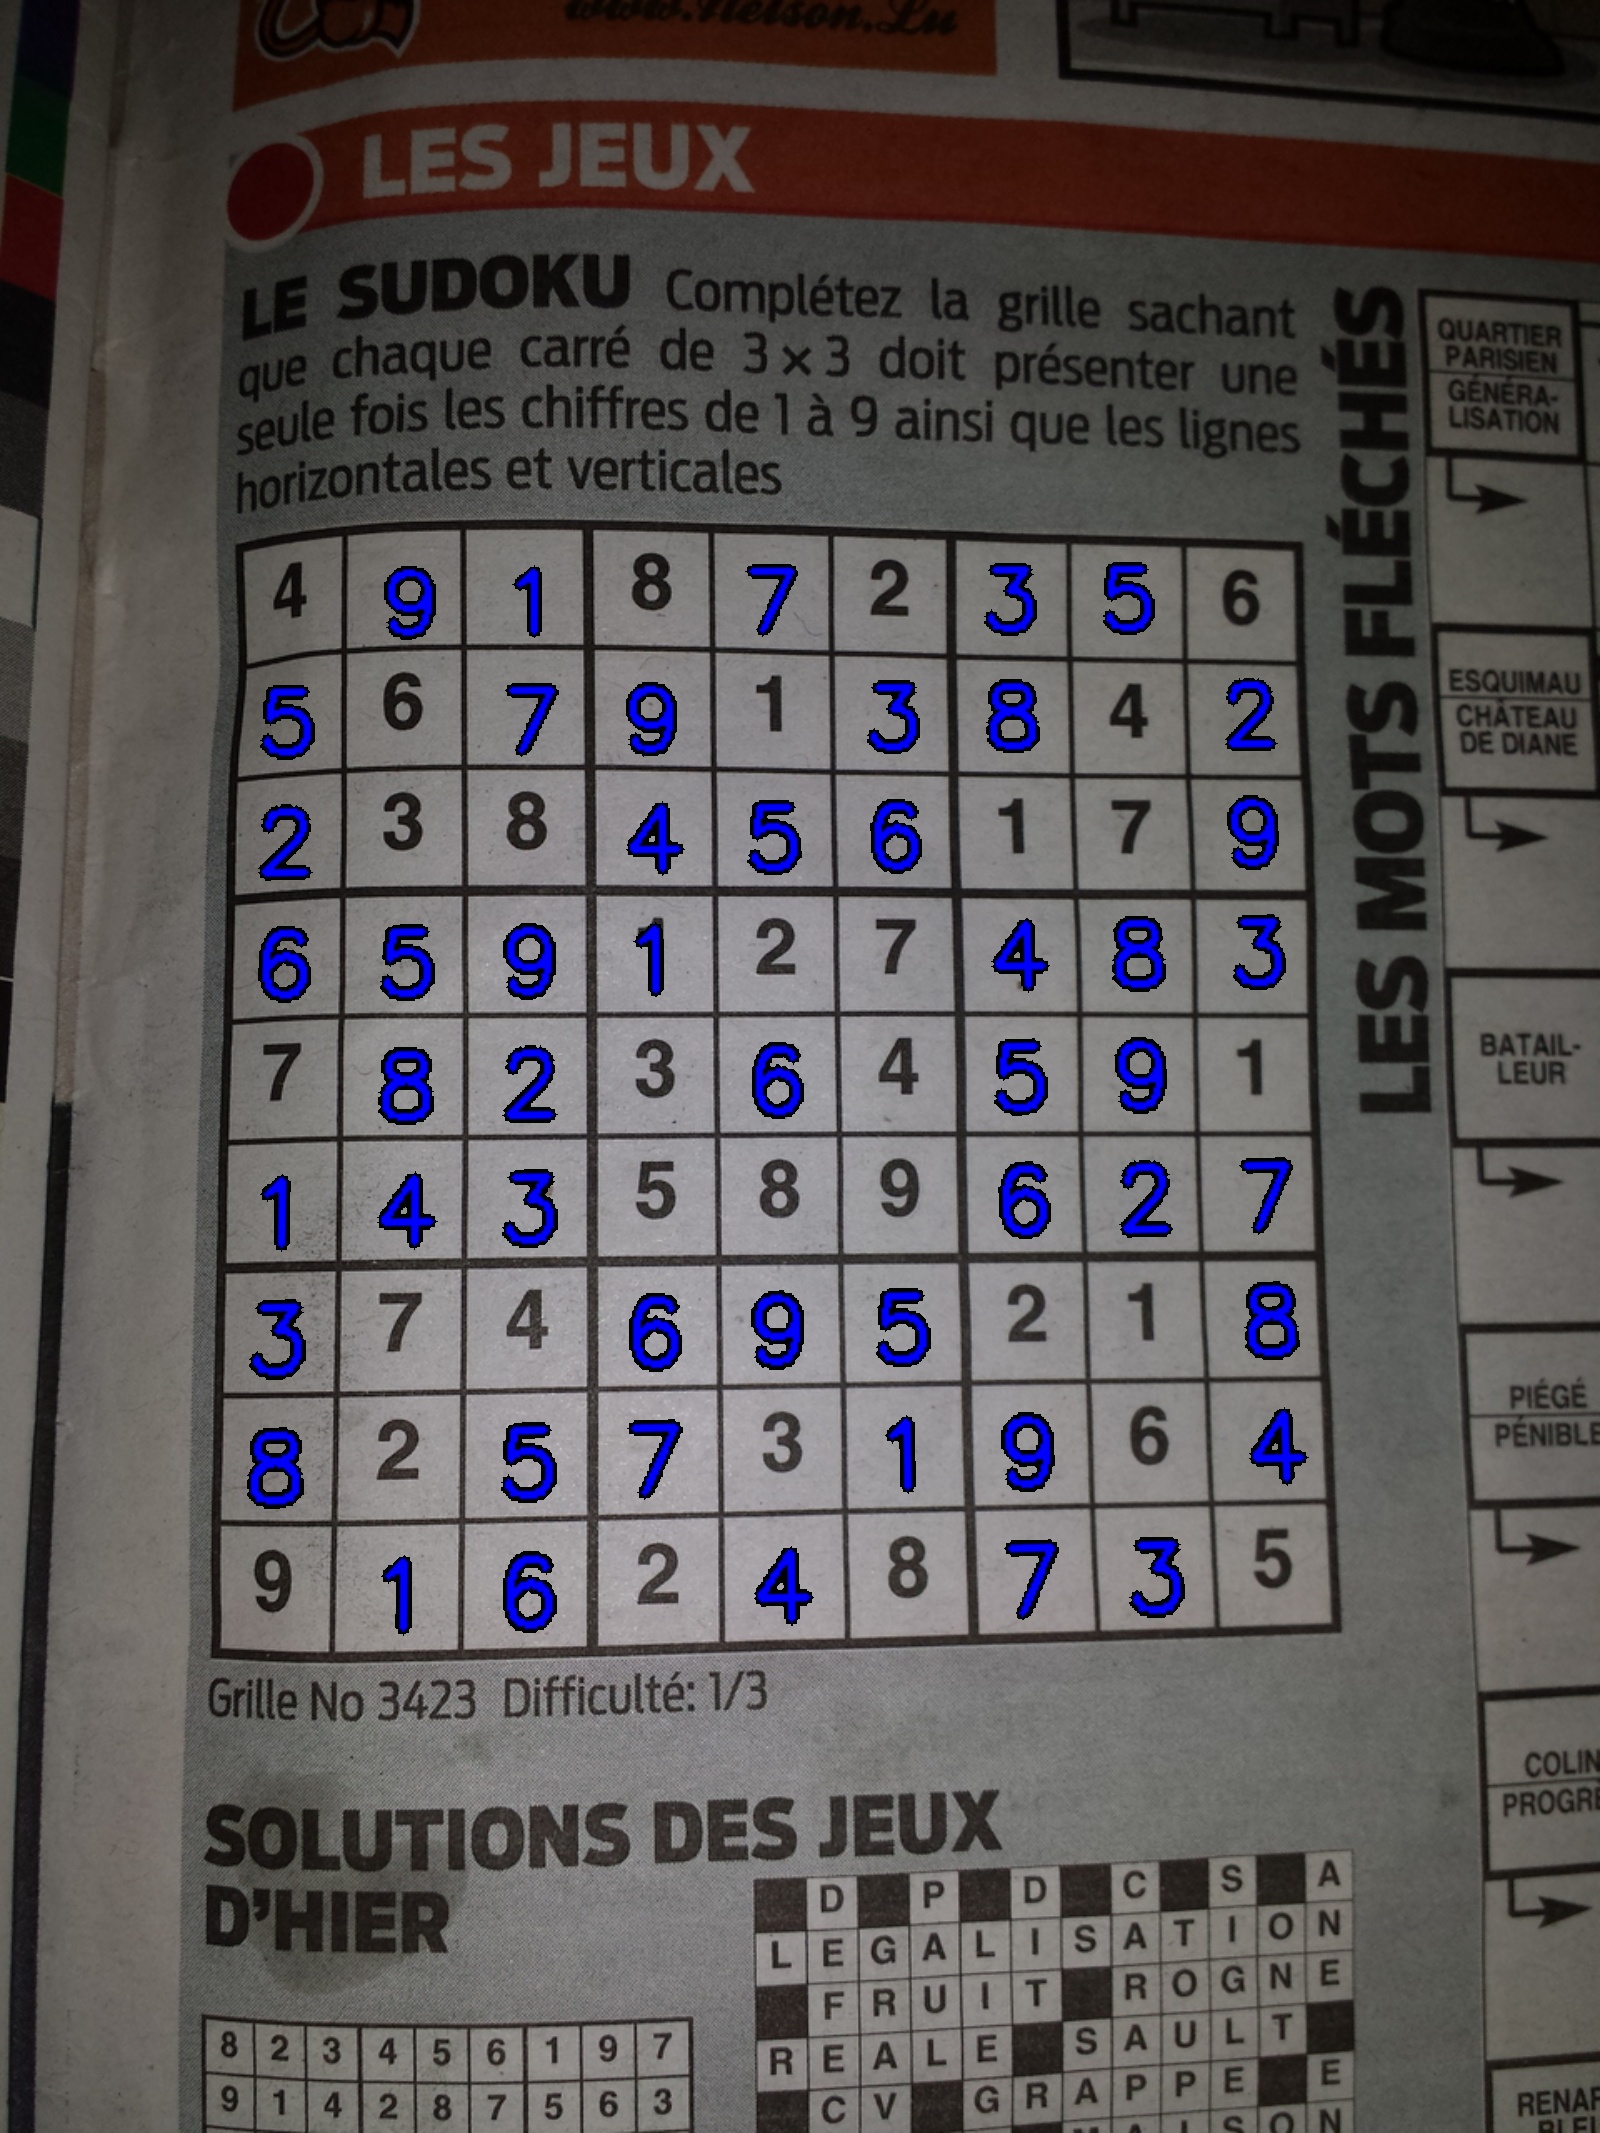 www.Nelson.Lu
LES JEUX
LE SUDOKU Complétez la grille sachant
que chaque carré de 3 x 3 doit présenter une
seule fois les chiffres de 1 à 9 ainsi que les lignes
horizontales et verticales
4 9 1 8 7 2 3 5 6
5 6 7 9 1 3 8 4 2
2 3 8 4 5 6 1 7 9
6 5 9 1 2 7 4 8 3
7 8 2 3 6 4 5 9 1
1 4 3 5 8 9 6 2 7
3 7 4 6 9 5 2 1 8
8 2 5 7 3 1 9 6 4
9 1 6 2 4 8 7 3 5
Grille No 3423 Difficulté: 1/3
LES MOTS FLÉCHÉS
QUARTIER
PARISIEN
GÉNÉRA-
LISATION
ESQUIMAU
CHÂTEAU
DE DIANE
BATAIL-
LEUR
PIÉGÉ
PÉNIBLE
COLIN
PROGRE
RENAR
SOLUTIONS DES JEUX
D'HIER
8 2 3 4 5 6 1 9 7
9 1 4 2 8 7 5 6 3
D P D C S A
L E G A L I S A T I O N
F R U I T R O G N E
R E A L E S A U L T
C V G R A P P E E